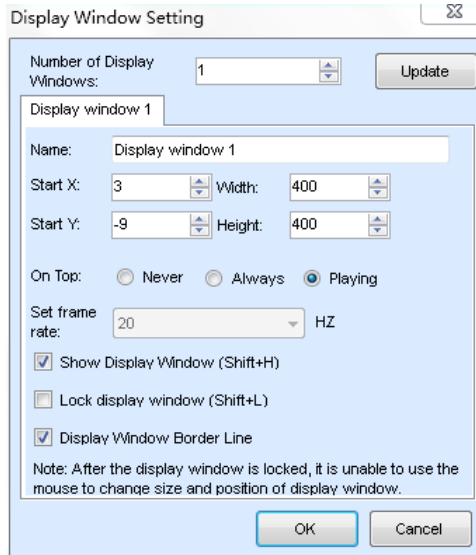 Display Window Setting
Number of Display
Windows:
1
Update
Display window 1
Name: Display window 1
Start X: 3 Width: 400
Start Y: -9 Height: 400
On Top: Never Always Playing
Set frame
rate:
20 HZ
Show Display Window (Shift+H)
Lock display window (Shift+L)
Display Window Border Line
Note: After the display window is locked, it is unable to use the
mouse to change size and position of display window.
OK Cancel